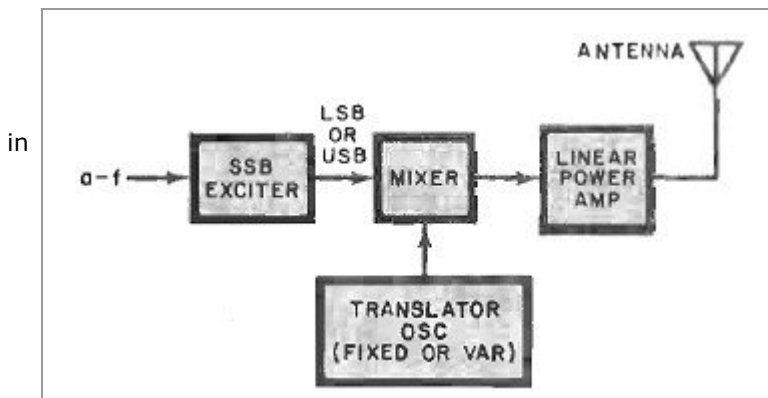 in
ANTENNA
LSB
OR
USB
a-f
SSB
EXCITER
MIXER
LINEAR
POWER
AMP
TRANSLATOR
OSC
(FIXED OR VAR)